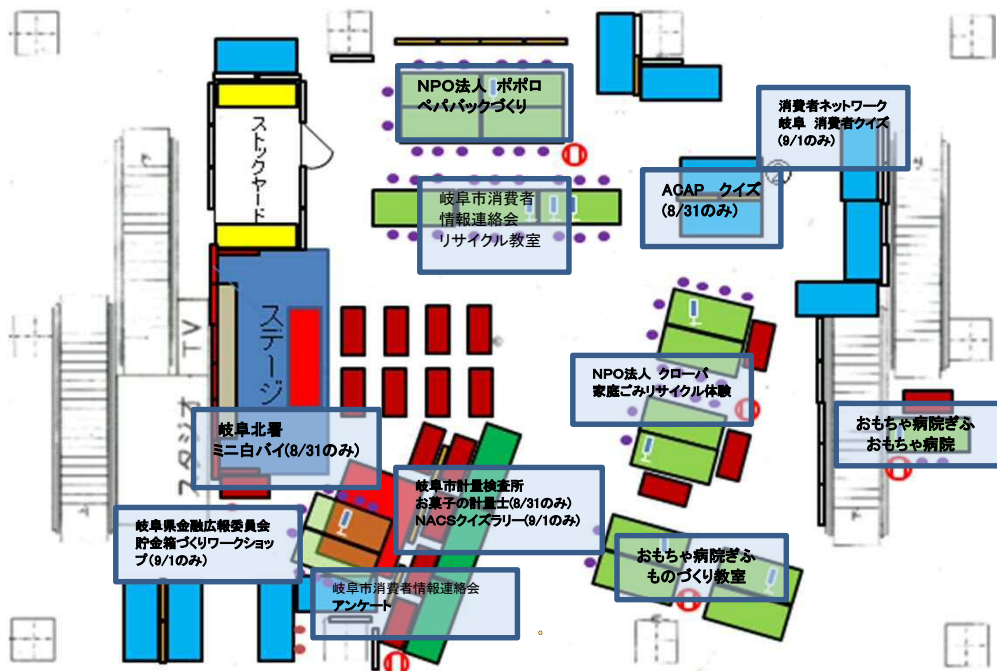 NPO法人 ポポロ
ペパバックづくり
消費者ネットワーク
岐阜 消費者クイズ
(9/1のみ)
ストックヤード
ACAP クイズ
(8/31のみ)
岐阜市消費者
情報連絡会
リサイクル教室
ステージ
TV
NPO法人 クローバ
家庭ごみリサイクル体験
岐阜北署
ミニ白バイ(8/31のみ)
おもちゃ病院ぎふ
おもちゃ病院
岐阜市計量検査所
お菓子の計量士(8/31のみ)
NACSクイズラリー(9/1のみ)
岐阜県金融広報委員会
貯金箱づくりワークショッ
プ(9/1のみ)
おもちゃ病院ぎふ
ものづくり教室
岐阜市消費者情報連絡会
アンケート